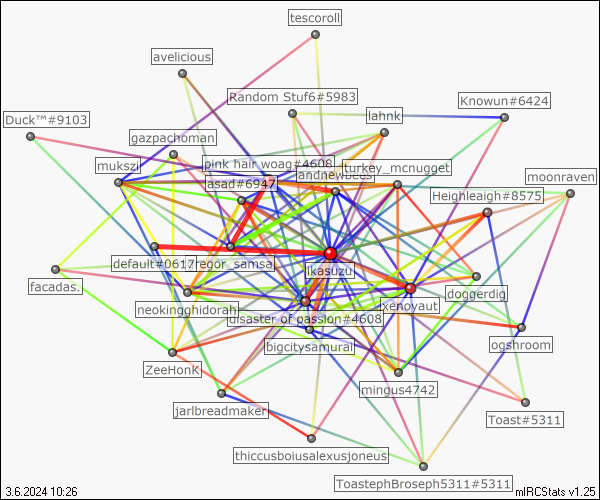 tescoroll
avelicious
Random Stuf6#5983
Knowun#6424
Duck™#9103
lahnk
gazpachoman
mukszi
pink hair woag#4608
turkey_mcnugget
moonraven
asad#6947
Heighleaigh#8575
default#0617
ikasuzu
facadas.
doggerdig
neokingghidorah
xenoyaut
disaster of passion#4608
ogshroom
bigcitysamurai
ZeeHonK
mingus4742
jarlbreadmaker
Toast#5311
thiccusboiusalexusjoneus
ToastephBroseph5311#5311
3.6.2024 10:26
mIRCStats v1.25